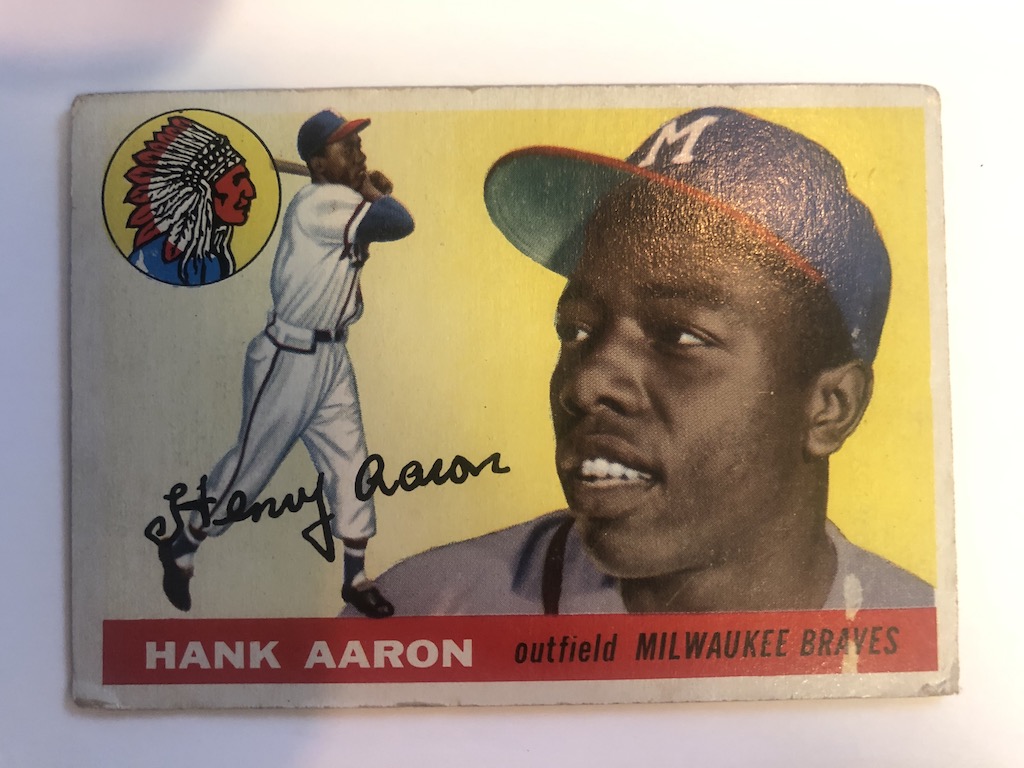 M
Henry Aaron
HANK AARON outfield MILWAUKEE BRAVES